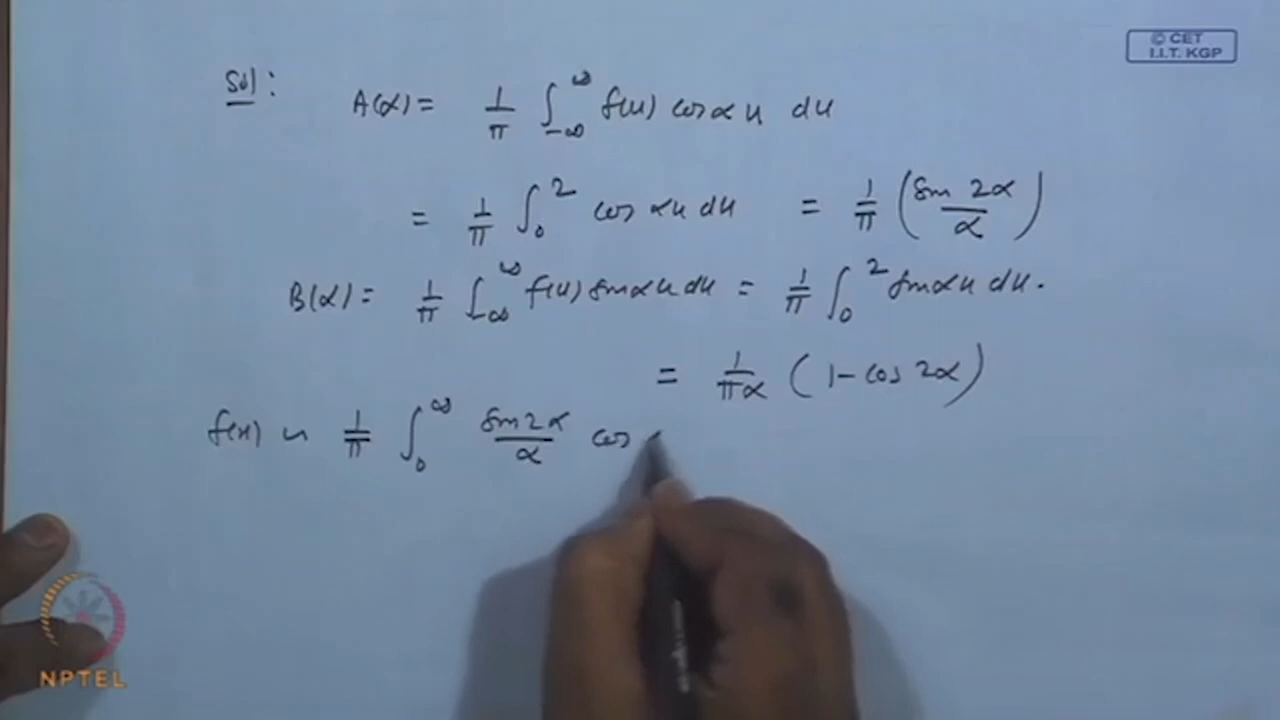 © CET
I.I.T. KGP
Sol :
A(α) = 1/π ∫_{-∞}^{∞} f(u) cos αu du
= 1/π ∫_0^2 cos αu du = 1/π (sin 2α / α)
B(α) = 1/π ∫_{-∞}^{∞} f(u) sin αu du = 1/π ∫_0^2 sin αu du.
= 1/πα (1 - cos 2α)
f(x) ~ 1/π ∫_0^∞ sin 2α / α cos
NPTEL